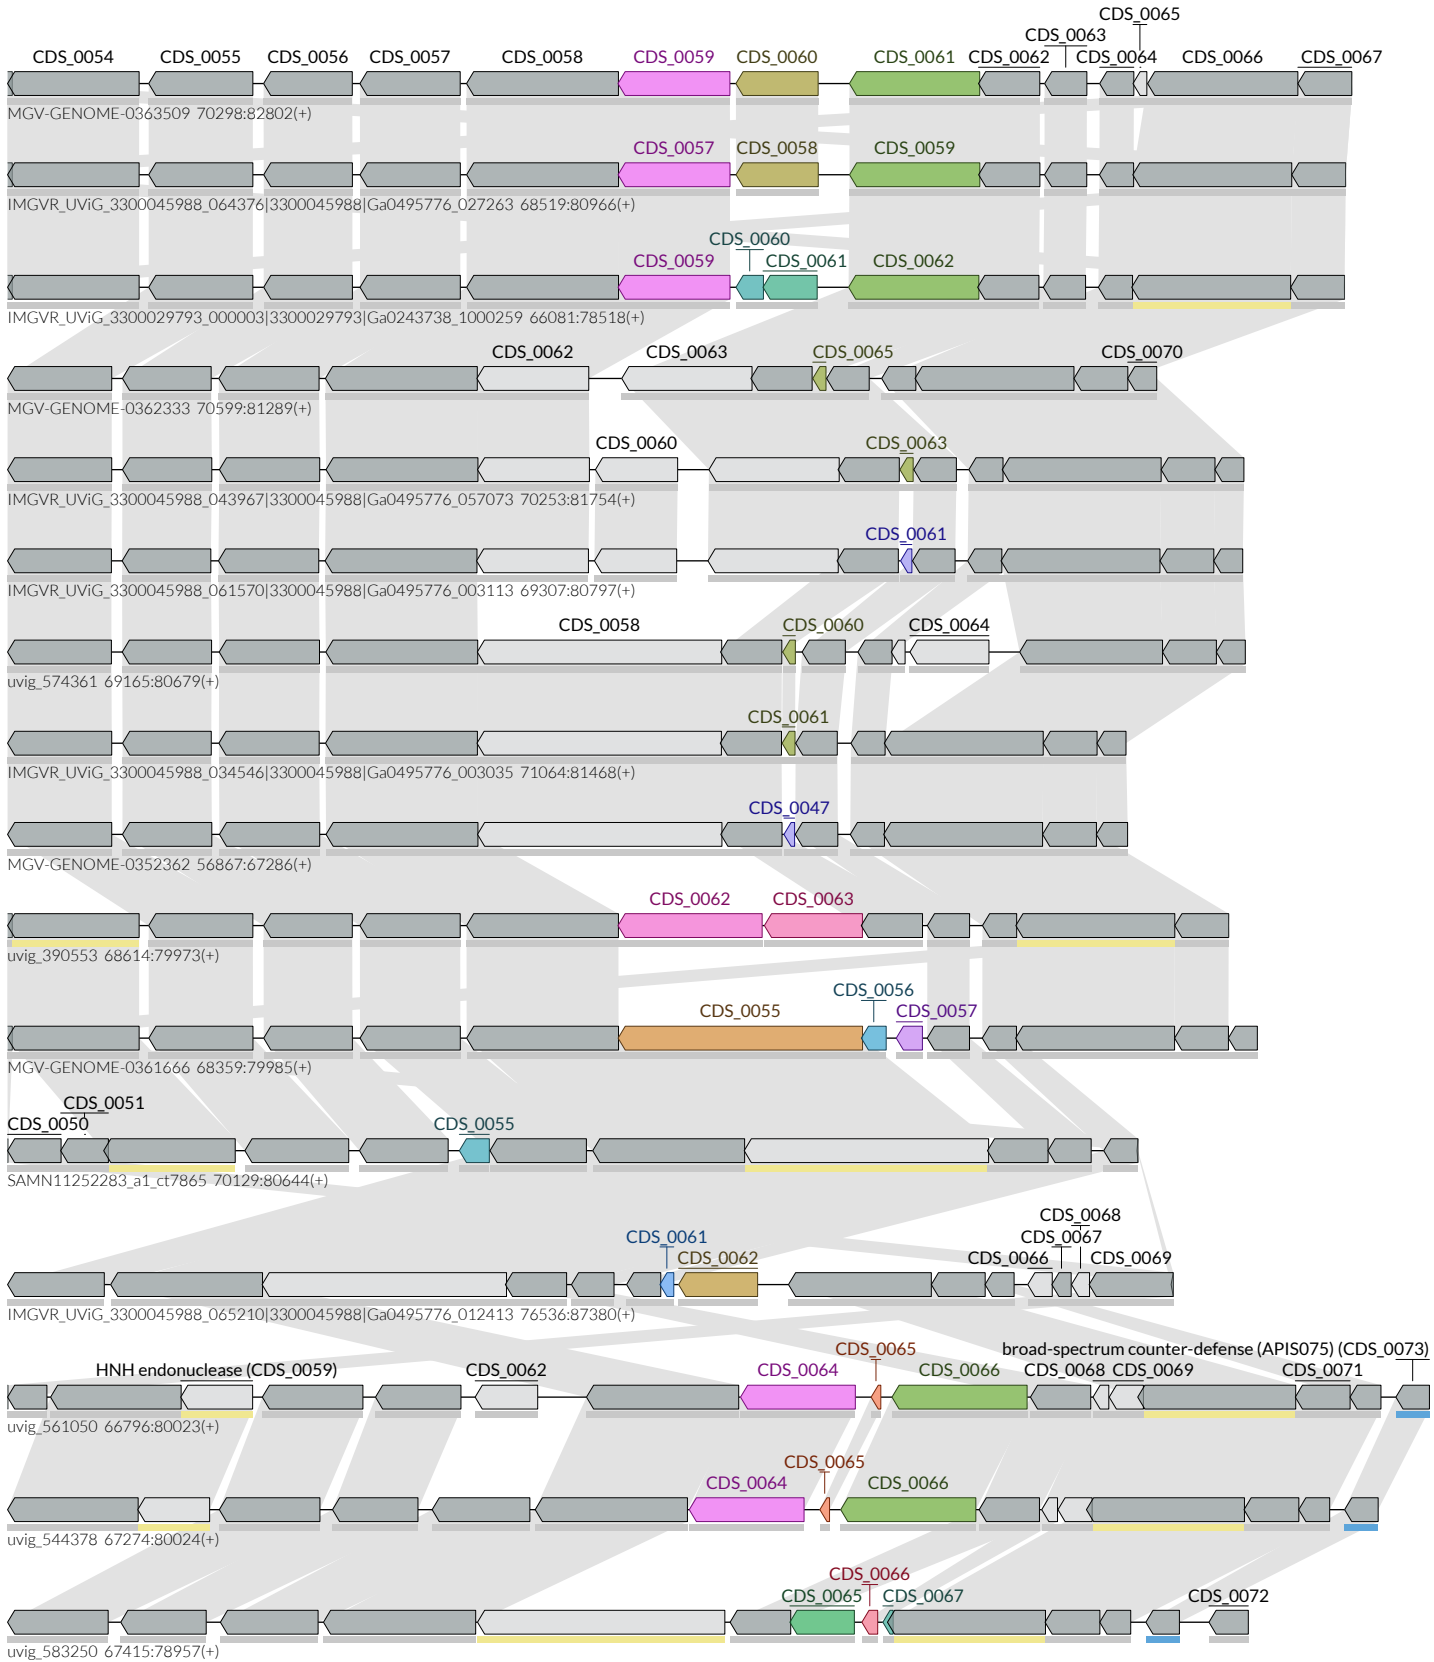 CDS_0065
CDS_0063
CDS_0054 CDS_0055 CDS_0056 CDS_0057 CDS_0058 CDS_0059 CDS_0060 CDS_0061 CDS_0062 CDS_0064 CDS_0066 CDS_0067
MGV-GENOME-0363509 70298:82802(+)
CDS_0057 CDS_0058 CDS_0059
IMGVR_UViG_3300045988_064376|3300045988|Ga0495776_027263 68519:80966(+)
CDS_0060
CDS_0059 CDS_0061 CDS_0062
IMGVR_UViG_3300029793_000003|3300029793|Ga0243738_1000259 66081:78518(+)
CDS_0062 CDS_0063 CDS_0065 CDS_0070
MGV-GENOME-0362333 70599:81289(+)
CDS_0060 CDS_0063
IMGVR_UViG_3300045988_043967|3300045988|Ga0495776_057073 70253:81754(+)
CDS_0061
IMGVR_UViG_3300045988_061570|3300045988|Ga0495776_003113 69307:80797(+)
CDS_0058 CDS_0060 CDS_0064
uvig_574361 69165:80679(+)
CDS_0061
IMGVR_UViG_3300045988_034546|3300045988|Ga0495776_003035 71064:81468(+)
CDS_0047
MGV-GENOME-0352362 56867:67286(+)
CDS_0062 CDS_0063
uvig_390553 68614:79973(+)
CDS_0056
CDS_0055 CDS_0057
MGV-GENOME-0361666 68359:79985(+)
CDS_0051
CDS_0050 CDS_0055
SAMN11252283_a1_ct7865 70129:80644(+)
CDS_0068
CDS_0061 CDS_0067
CDS_0062 CDS_0066 CDS_0069
IMGVR_UViG_3300045988_065210|3300045988|Ga0495776_012413 76536:87380(+)
CDS_0065 broad-spectrum counter-defense (APIS075) (CDS_0073)
HNH endonuclease (CDS_0059) CDS_0062 CDS_0064 CDS_0066 CDS_0068 CDS_0069 CDS_0071
uvig_561050 66796:80023(+)
CDS_0065
CDS_0064 CDS_0066
uvig_544378 67274:80024(+)
CDS_0066
CDS_0065 CDS_0067 CDS_0072
uvig_583250 67415:78957(+)